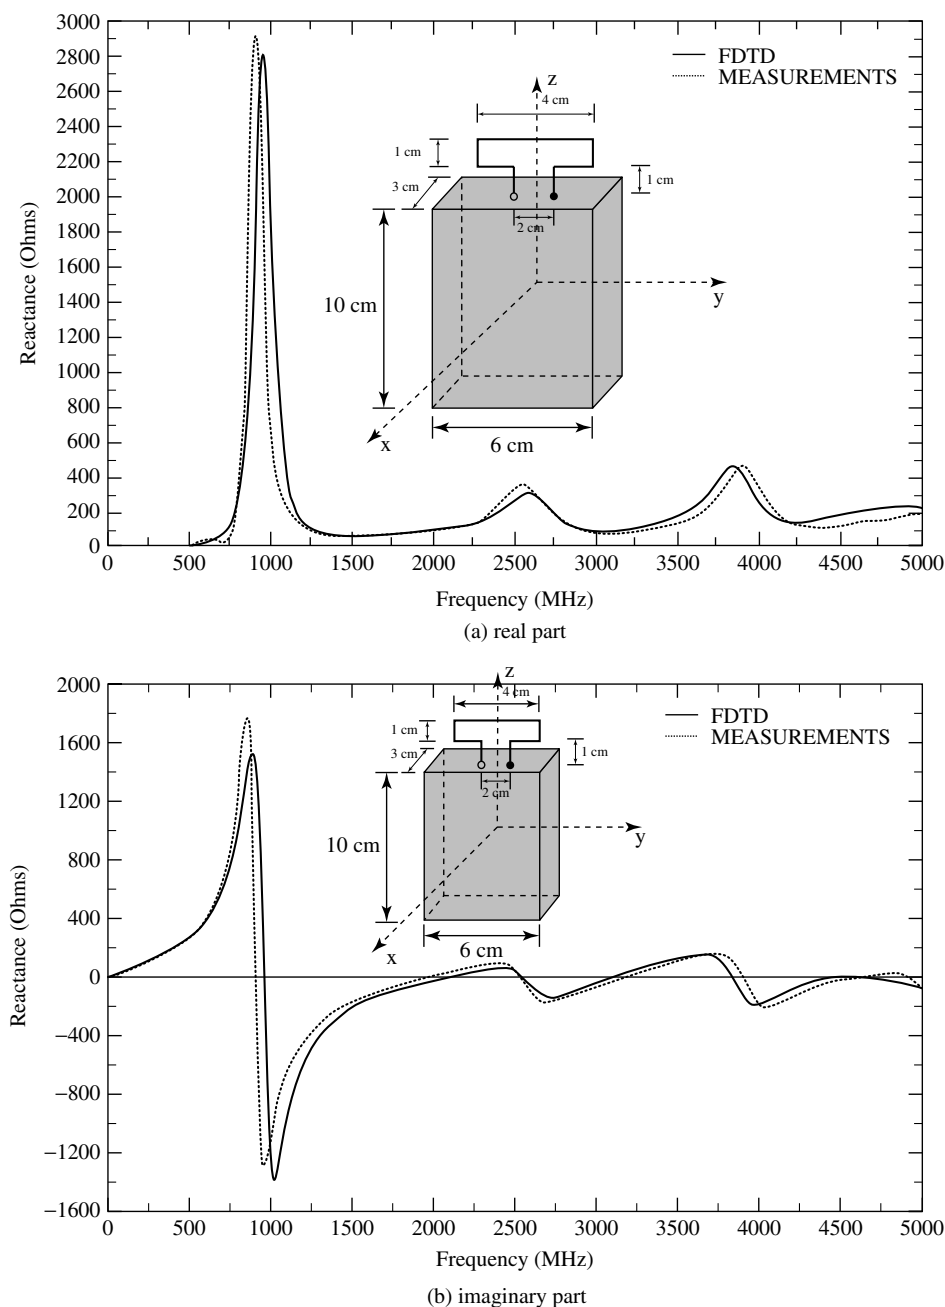 3000
2800
2600
2400
2200
2000
1800
1600
1400
1200
1000
800
600
400
200
0
Reactance (Ohms)
FDTD
MEASUREMENTS
z
4 cm
1 cm
3 cm
1 cm
2 cm
10 cm
y
x
6 cm
0 500 1000 1500 2000 2500 3000 3500 4000 4500 5000
Frequency (MHz)
(a) real part
2000
1600
1200
800
400
0
−400
−800
−1200
−1600
Reactance (Ohms)
FDTD
MEASUREMENTS
z
4 cm
1 cm
3 cm
1 cm
2 cm
10 cm
y
x
6 cm
0 500 1000 1500 2000 2500 3000 3500 4000 4500 5000
Frequency (MHz)
(b) imaginary part